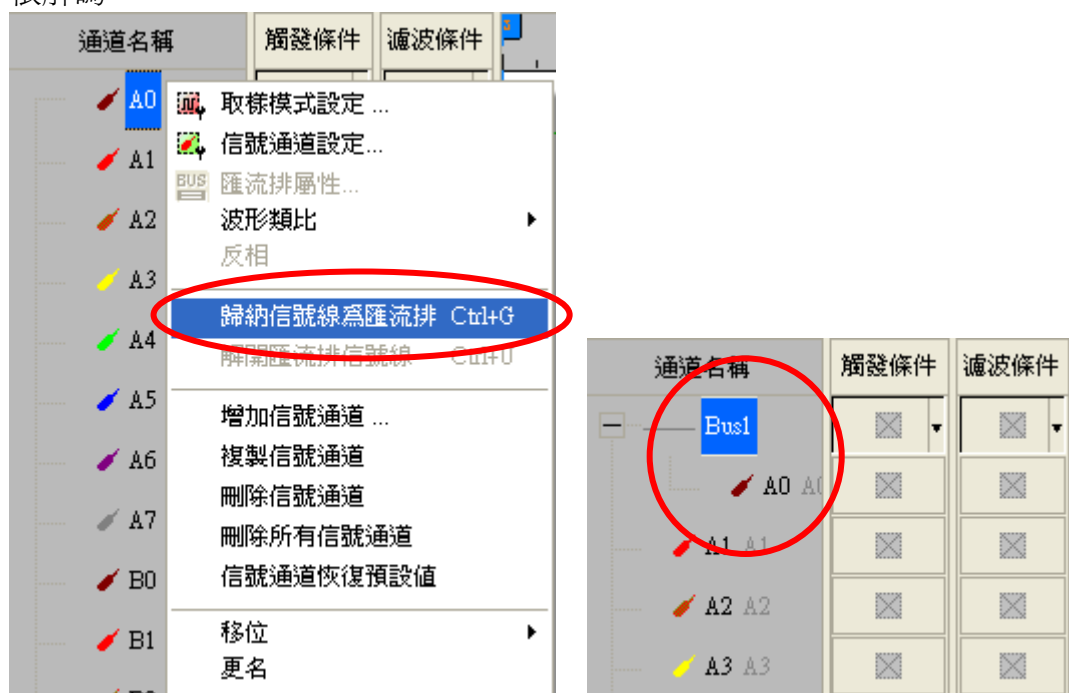 通道名稱 觸發條件 濾波條件
A0
A1
A2
A3
A4
A5
A6
A7
B0
B1
取樣模式設定 ...
信號通道設定...
BUS 匯流排屬性...
波形類比
反相
歸納信號線爲匯流排 Ctrl+G
解開匯流排信號線 Ctrl+U
增加信號通道 ...
複製信號通道
刪除信號通道
刪除所有信號通道
信號通道恢復預設値
移位
更名
通道名稱 觸發條件 濾波條件
Bus1
A0
A1 A1
A2 A2
A3 A3